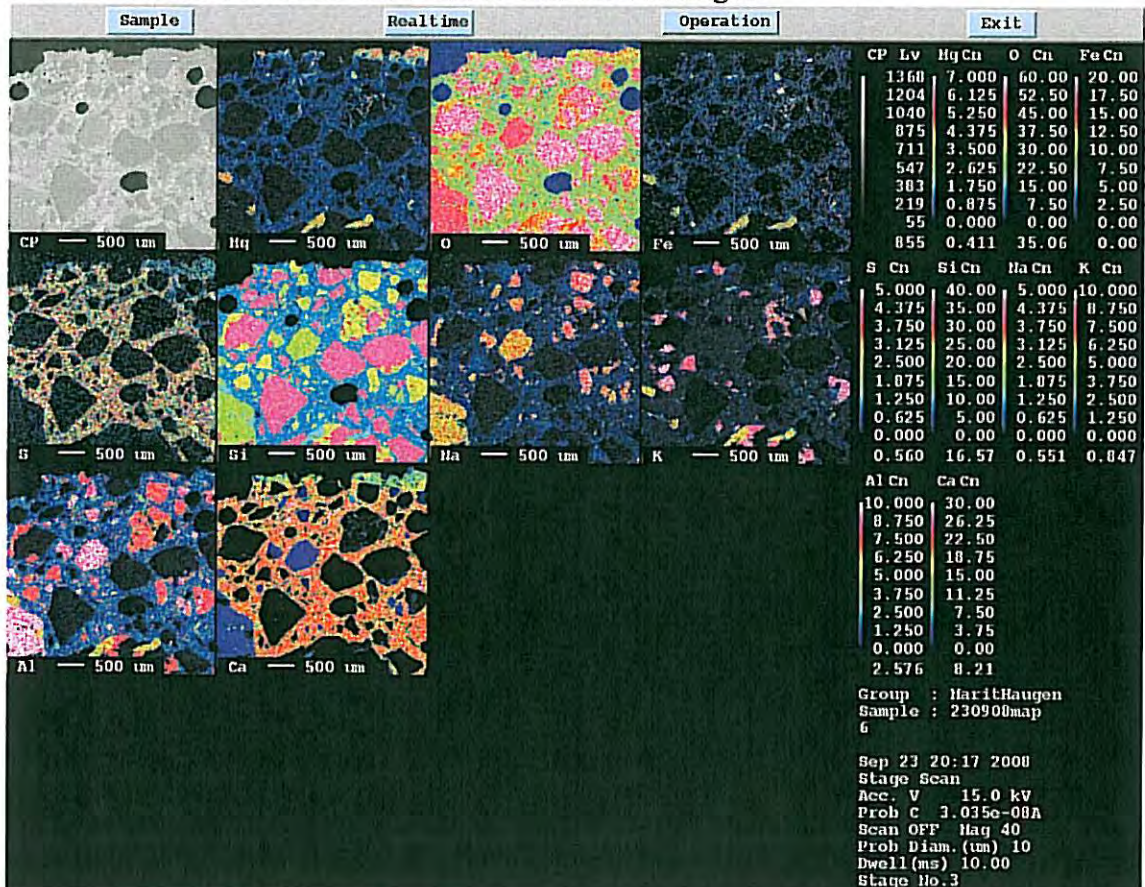 Sample Realtime Operation Exit
CP 500 um Mg 500 um O 500 um Fe 500 um
S 500 um Si 500 um Na 500 um K 500 um
Al 500 um Ca 500 um
CP Lv Mg Cn O Cn Fe Cn
1368 7.000 60.00 20.00
1204 6.125 52.50 17.50
1040 5.250 45.00 15.00
875 4.375 37.50 12.50
711 3.500 30.00 10.00
547 2.625 22.50 7.50
383 1.750 15.00 5.00
219 0.875 7.50 2.50
55 0.000 0.00 0.00
855 0.411 35.06 0.00
S Cn Si Cn Na Cn K Cn
5.000 40.00 5.000 10.000
4.375 35.00 4.375 8.750
3.750 30.00 3.750 7.500
3.125 25.00 3.125 6.250
2.500 20.00 2.500 5.000
1.875 15.00 1.875 3.750
1.250 10.00 1.250 2.500
0.625 5.00 0.625 1.250
0.000 0.00 0.000 0.000
0.560 16.57 0.551 0.847
Al Cn Ca Cn
10.000 30.00
8.750 26.25
7.500 22.50
6.250 18.75
5.000 15.00
3.750 11.25
2.500 7.50
1.250 3.75
0.000 0.00
2.576 8.21
Group : MaritHaugen
Sample : 230908map
6
Sep 23 20:17 2008
Stage Scan
Acc. V 15.0 kV
Prob C 3.035e-08A
Scan OFF Mag 40
Prob Diam.(um) 10
Dwell(ms) 10.00
Stage No.3